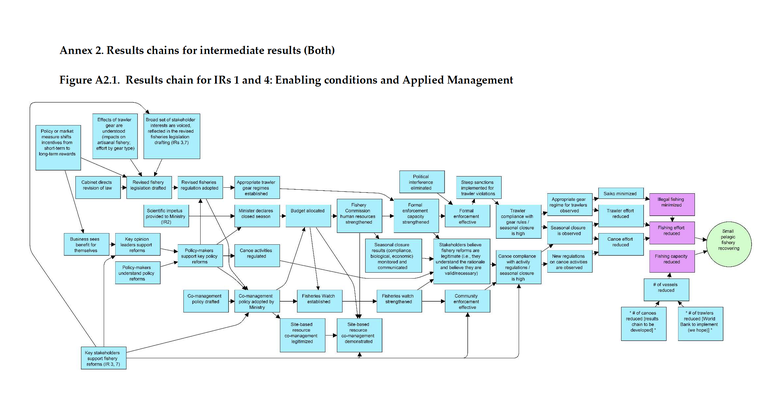 Annex 2. Results chains for intermediate results (Both)
Figure A2.1. Results chain for IRs 1 and 4: Enabling conditions and Applied Management
Policy or market
measure shifts
incentives from
short-term to
long-term rewards
Effects of trawler
gear are
understood
(impacts on
artisanal fishery,
effort by gear type)
Broad set of stakeholder
interests are voiced,
reflected in the revised
fisheries legislation
drafting (IRs 3,7)
Cabinet directs
revision of law
Revised fishery
legislation drafted
Revised fisheries
regulation adopted
Appropriate trawler
gear regimes
established
Scientific impetus
provided to Ministry
(IR2)
Minister declares
closed season
Budget allocated
Fishery
Commission
human resources
strengthened
Formal
enforcement
capacity
strengthened
Political
interference
eliminated
Steep sanctions
implemented for
trawler violations
Formal
enforcement
effective
Trawler
compliance with
gear rules /
seasonal closure
is high
Appropriate gear
regime for trawlers
observed
Seasonal closure is
observed
New regulations
on canoe activities
are observed
Saiko minimized
Trawler effort
reduced
Canoe effort
reduced
Illegal fishing
minimized
Fishing effort
reduced
Fishing capacity
reduced
Small
pelagic
fishery
recovering
Business sees
benefit for
themselves
Key opinion
leaders support
reforms
Policy-makers
understand policy
reforms
Policy-makers
support key policy
reforms
Canoe activities
regulated
Seasonal closure
results (compliance,
biological, economic)
monitored and
communicated
Stakeholders believe
fishery reforms are
legitimate (i.e., they
understand the rationale
and believe they are
valid/necessary)
Canoe compliance
with activity
regulations /
seasonal closure
is high
Co-management
policy drafted
Co-management
policy adopted by
Ministry
Fisheries Watch
established
Fisheries watch
strengthened
Community
enforcement
effective
Site-based
resource
co-management
legitimized
Site based
resource
co-management
demonstrated
# of vessels
reduced
* # of canoes
reduced [results
chain to be
developed] *
* # of trawlers
reduced [World
Bank to implement
(we hope)] *
Key stakeholders
support fishery
reforms (IR 3, 7)